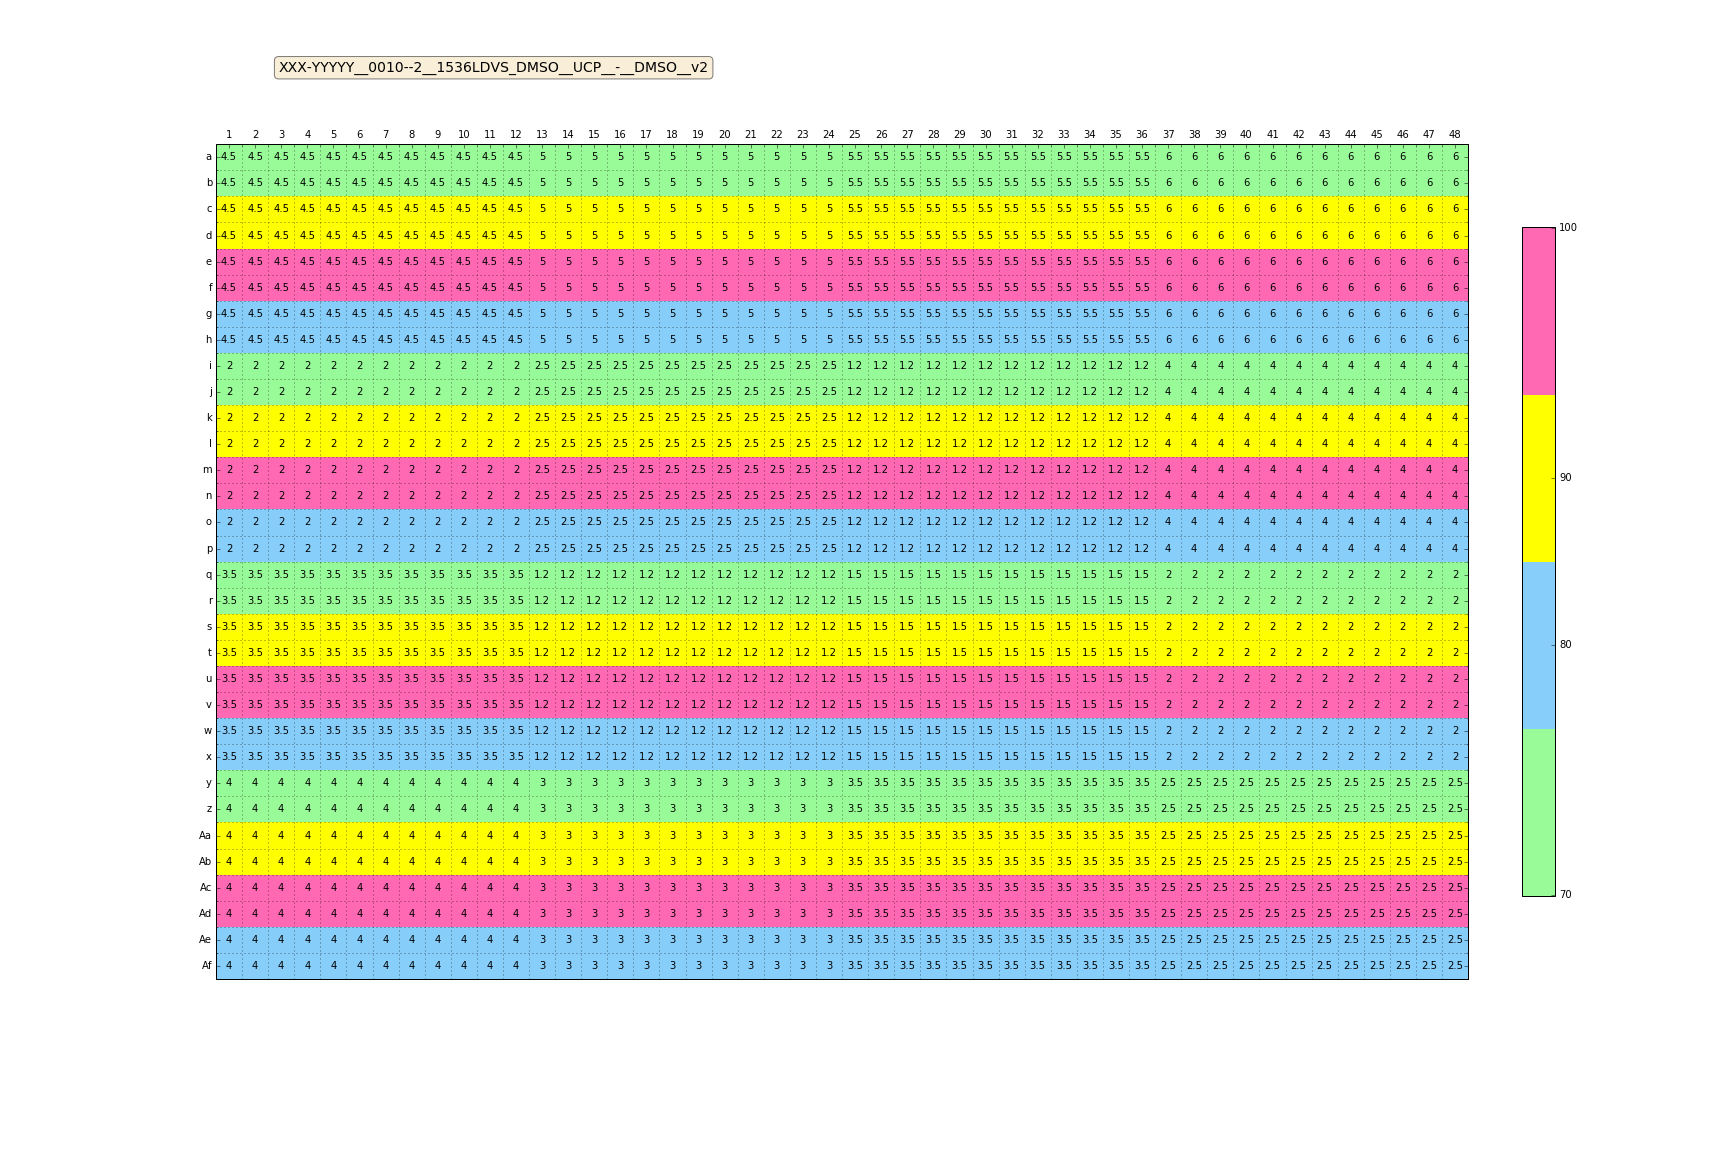 XXX-YYYYY__0010--2__1536LDVS_DMSO__UCP__-__DMSO__v2
1 2 3 4 5 6 7 8 9 10 11 12 13 14 15 16 17 18 19 20 21 22 23 24 25 26 27 28 29 30 31 32 33 34 35 36 37 38 39 40 41 42 43 44 45 46 47 48
a 4.5 4.5 4.5 4.5 4.5 4.5 4.5 4.5 4.5 4.5 4.5 4.5 5 5 5 5 5 5 5 5 5 5 5 5 5.5 5.5 5.5 5.5 5.5 5.5 5.5 5.5 5.5 5.5 5.5 5.5 6 6 6 6 6 6 6 6 6 6 6 6
b 4.5 4.5 4.5 4.5 4.5 4.5 4.5 4.5 4.5 4.5 4.5 4.5 5 5 5 5 5 5 5 5 5 5 5 5 5.5 5.5 5.5 5.5 5.5 5.5 5.5 5.5 5.5 5.5 5.5 5.5 6 6 6 6 6 6 6 6 6 6 6 6
c 4.5 4.5 4.5 4.5 4.5 4.5 4.5 4.5 4.5 4.5 4.5 4.5 5 5 5 5 5 5 5 5 5 5 5 5 5.5 5.5 5.5 5.5 5.5 5.5 5.5 5.5 5.5 5.5 5.5 5.5 6 6 6 6 6 6 6 6 6 6 6 6
d 4.5 4.5 4.5 4.5 4.5 4.5 4.5 4.5 4.5 4.5 4.5 4.5 5 5 5 5 5 5 5 5 5 5 5 5 5.5 5.5 5.5 5.5 5.5 5.5 5.5 5.5 5.5 5.5 5.5 5.5 6 6 6 6 6 6 6 6 6 6 6 6
e 4.5 4.5 4.5 4.5 4.5 4.5 4.5 4.5 4.5 4.5 4.5 4.5 5 5 5 5 5 5 5 5 5 5 5 5 5.5 5.5 5.5 5.5 5.5 5.5 5.5 5.5 5.5 5.5 5.5 5.5 6 6 6 6 6 6 6 6 6 6 6 6
f 4.5 4.5 4.5 4.5 4.5 4.5 4.5 4.5 4.5 4.5 4.5 4.5 5 5 5 5 5 5 5 5 5 5 5 5 5.5 5.5 5.5 5.5 5.5 5.5 5.5 5.5 5.5 5.5 5.5 5.5 6 6 6 6 6 6 6 6 6 6 6 6
g 4.5 4.5 4.5 4.5 4.5 4.5 4.5 4.5 4.5 4.5 4.5 4.5 5 5 5 5 5 5 5 5 5 5 5 5 5.5 5.5 5.5 5.5 5.5 5.5 5.5 5.5 5.5 5.5 5.5 5.5 6 6 6 6 6 6 6 6 6 6 6 6
h 4.5 4.5 4.5 4.5 4.5 4.5 4.5 4.5 4.5 4.5 4.5 4.5 5 5 5 5 5 5 5 5 5 5 5 5 5.5 5.5 5.5 5.5 5.5 5.5 5.5 5.5 5.5 5.5 5.5 5.5 6 6 6 6 6 6 6 6 6 6 6 6
i 2 2 2 2 2 2 2 2 2 2 2 2 2.5 2.5 2.5 2.5 2.5 2.5 2.5 2.5 2.5 2.5 2.5 2.5 1.2 1.2 1.2 1.2 1.2 1.2 1.2 1.2 1.2 1.2 1.2 1.2 4 4 4 4 4 4 4 4 4 4 4 4
j 2 2 2 2 2 2 2 2 2 2 2 2 2.5 2.5 2.5 2.5 2.5 2.5 2.5 2.5 2.5 2.5 2.5 2.5 1.2 1.2 1.2 1.2 1.2 1.2 1.2 1.2 1.2 1.2 1.2 1.2 4 4 4 4 4 4 4 4 4 4 4 4
k 2 2 2 2 2 2 2 2 2 2 2 2 2.5 2.5 2.5 2.5 2.5 2.5 2.5 2.5 2.5 2.5 2.5 2.5 1.2 1.2 1.2 1.2 1.2 1.2 1.2 1.2 1.2 1.2 1.2 1.2 4 4 4 4 4 4 4 4 4 4 4 4
l 2 2 2 2 2 2 2 2 2 2 2 2 2.5 2.5 2.5 2.5 2.5 2.5 2.5 2.5 2.5 2.5 2.5 2.5 1.2 1.2 1.2 1.2 1.2 1.2 1.2 1.2 1.2 1.2 1.2 1.2 4 4 4 4 4 4 4 4 4 4 4 4
m 2 2 2 2 2 2 2 2 2 2 2 2 2.5 2.5 2.5 2.5 2.5 2.5 2.5 2.5 2.5 2.5 2.5 2.5 1.2 1.2 1.2 1.2 1.2 1.2 1.2 1.2 1.2 1.2 1.2 1.2 4 4 4 4 4 4 4 4 4 4 4 4
n 2 2 2 2 2 2 2 2 2 2 2 2 2.5 2.5 2.5 2.5 2.5 2.5 2.5 2.5 2.5 2.5 2.5 2.5 1.2 1.2 1.2 1.2 1.2 1.2 1.2 1.2 1.2 1.2 1.2 1.2 4 4 4 4 4 4 4 4 4 4 4 4
o 2 2 2 2 2 2 2 2 2 2 2 2 2.5 2.5 2.5 2.5 2.5 2.5 2.5 2.5 2.5 2.5 2.5 2.5 1.2 1.2 1.2 1.2 1.2 1.2 1.2 1.2 1.2 1.2 1.2 1.2 4 4 4 4 4 4 4 4 4 4 4 4
p 2 2 2 2 2 2 2 2 2 2 2 2 2.5 2.5 2.5 2.5 2.5 2.5 2.5 2.5 2.5 2.5 2.5 2.5 1.2 1.2 1.2 1.2 1.2 1.2 1.2 1.2 1.2 1.2 1.2 1.2 4 4 4 4 4 4 4 4 4 4 4 4
q 3.5 3.5 3.5 3.5 3.5 3.5 3.5 3.5 3.5 3.5 3.5 3.5 1.2 1.2 1.2 1.2 1.2 1.2 1.2 1.2 1.2 1.2 1.2 1.2 1.5 1.5 1.5 1.5 1.5 1.5 1.5 1.5 1.5 1.5 1.5 1.5 2 2 2 2 2 2 2 2 2 2 2 2
r 3.5 3.5 3.5 3.5 3.5 3.5 3.5 3.5 3.5 3.5 3.5 3.5 1.2 1.2 1.2 1.2 1.2 1.2 1.2 1.2 1.2 1.2 1.2 1.2 1.5 1.5 1.5 1.5 1.5 1.5 1.5 1.5 1.5 1.5 1.5 1.5 2 2 2 2 2 2 2 2 2 2 2 2
s 3.5 3.5 3.5 3.5 3.5 3.5 3.5 3.5 3.5 3.5 3.5 3.5 1.2 1.2 1.2 1.2 1.2 1.2 1.2 1.2 1.2 1.2 1.2 1.2 1.5 1.5 1.5 1.5 1.5 1.5 1.5 1.5 1.5 1.5 1.5 1.5 2 2 2 2 2 2 2 2 2 2 2 2
t 3.5 3.5 3.5 3.5 3.5 3.5 3.5 3.5 3.5 3.5 3.5 3.5 1.2 1.2 1.2 1.2 1.2 1.2 1.2 1.2 1.2 1.2 1.2 1.2 1.5 1.5 1.5 1.5 1.5 1.5 1.5 1.5 1.5 1.5 1.5 1.5 2 2 2 2 2 2 2 2 2 2 2 2
u 3.5 3.5 3.5 3.5 3.5 3.5 3.5 3.5 3.5 3.5 3.5 3.5 1.2 1.2 1.2 1.2 1.2 1.2 1.2 1.2 1.2 1.2 1.2 1.2 1.5 1.5 1.5 1.5 1.5 1.5 1.5 1.5 1.5 1.5 1.5 1.5 2 2 2 2 2 2 2 2 2 2 2 2
v 3.5 3.5 3.5 3.5 3.5 3.5 3.5 3.5 3.5 3.5 3.5 3.5 1.2 1.2 1.2 1.2 1.2 1.2 1.2 1.2 1.2 1.2 1.2 1.2 1.5 1.5 1.5 1.5 1.5 1.5 1.5 1.5 1.5 1.5 1.5 1.5 2 2 2 2 2 2 2 2 2 2 2 2
w 3.5 3.5 3.5 3.5 3.5 3.5 3.5 3.5 3.5 3.5 3.5 3.5 1.2 1.2 1.2 1.2 1.2 1.2 1.2 1.2 1.2 1.2 1.2 1.2 1.5 1.5 1.5 1.5 1.5 1.5 1.5 1.5 1.5 1.5 1.5 1.5 2 2 2 2 2 2 2 2 2 2 2 2
x 3.5 3.5 3.5 3.5 3.5 3.5 3.5 3.5 3.5 3.5 3.5 3.5 1.2 1.2 1.2 1.2 1.2 1.2 1.2 1.2 1.2 1.2 1.2 1.2 1.5 1.5 1.5 1.5 1.5 1.5 1.5 1.5 1.5 1.5 1.5 1.5 2 2 2 2 2 2 2 2 2 2 2 2
y 4 4 4 4 4 4 4 4 4 4 4 4 3 3 3 3 3 3 3 3 3 3 3 3 3.5 3.5 3.5 3.5 3.5 3.5 3.5 3.5 3.5 3.5 3.5 3.5 2.5 2.5 2.5 2.5 2.5 2.5 2.5 2.5 2.5 2.5 2.5 2.5
z 4 4 4 4 4 4 4 4 4 4 4 4 3 3 3 3 3 3 3 3 3 3 3 3 3.5 3.5 3.5 3.5 3.5 3.5 3.5 3.5 3.5 3.5 3.5 3.5 2.5 2.5 2.5 2.5 2.5 2.5 2.5 2.5 2.5 2.5 2.5 2.5
Aa 4 4 4 4 4 4 4 4 4 4 4 4 3 3 3 3 3 3 3 3 3 3 3 3 3.5 3.5 3.5 3.5 3.5 3.5 3.5 3.5 3.5 3.5 3.5 3.5 2.5 2.5 2.5 2.5 2.5 2.5 2.5 2.5 2.5 2.5 2.5 2.5
Ab 4 4 4 4 4 4 4 4 4 4 4 4 3 3 3 3 3 3 3 3 3 3 3 3 3.5 3.5 3.5 3.5 3.5 3.5 3.5 3.5 3.5 3.5 3.5 3.5 2.5 2.5 2.5 2.5 2.5 2.5 2.5 2.5 2.5 2.5 2.5 2.5
Ac 4 4 4 4 4 4 4 4 4 4 4 4 3 3 3 3 3 3 3 3 3 3 3 3 3.5 3.5 3.5 3.5 3.5 3.5 3.5 3.5 3.5 3.5 3.5 3.5 2.5 2.5 2.5 2.5 2.5 2.5 2.5 2.5 2.5 2.5 2.5 2.5
Ad 4 4 4 4 4 4 4 4 4 4 4 4 3 3 3 3 3 3 3 3 3 3 3 3 3.5 3.5 3.5 3.5 3.5 3.5 3.5 3.5 3.5 3.5 3.5 3.5 2.5 2.5 2.5 2.5 2.5 2.5 2.5 2.5 2.5 2.5 2.5 2.5
Ae 4 4 4 4 4 4 4 4 4 4 4 4 3 3 3 3 3 3 3 3 3 3 3 3 3.5 3.5 3.5 3.5 3.5 3.5 3.5 3.5 3.5 3.5 3.5 3.5 2.5 2.5 2.5 2.5 2.5 2.5 2.5 2.5 2.5 2.5 2.5 2.5
Af 4 4 4 4 4 4 4 4 4 4 4 4 3 3 3 3 3 3 3 3 3 3 3 3 3.5 3.5 3.5 3.5 3.5 3.5 3.5 3.5 3.5 3.5 3.5 3.5 2.5 2.5 2.5 2.5 2.5 2.5 2.5 2.5 2.5 2.5 2.5 2.5
100
90
80
70